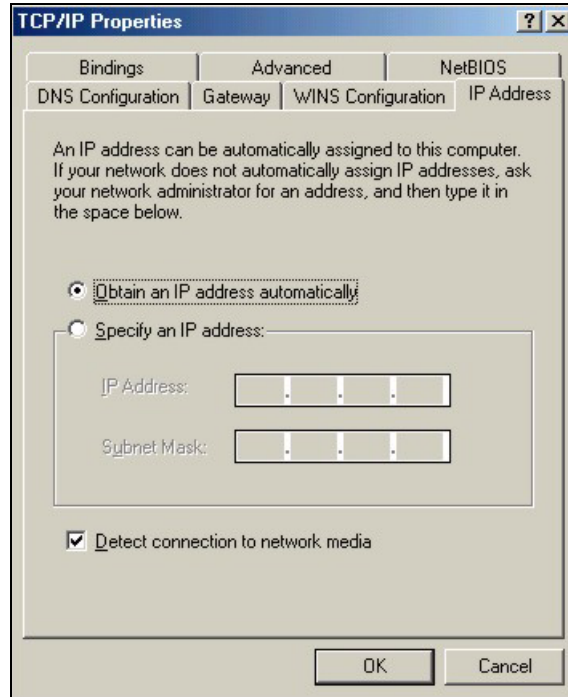 TCP/IP Properties
Bindings Advanced NetBIOS
DNS Configuration Gateway WINS Configuration IP Address
An IP address can be automatically assigned to this computer.
If your network does not automatically assign IP addresses, ask
your network administrator for an address, and then type it in
the space below.
Obtain an IP address automatically
Specify an IP address:
IP Address:
Subnet Mask:
Detect connection to network media
OK Cancel